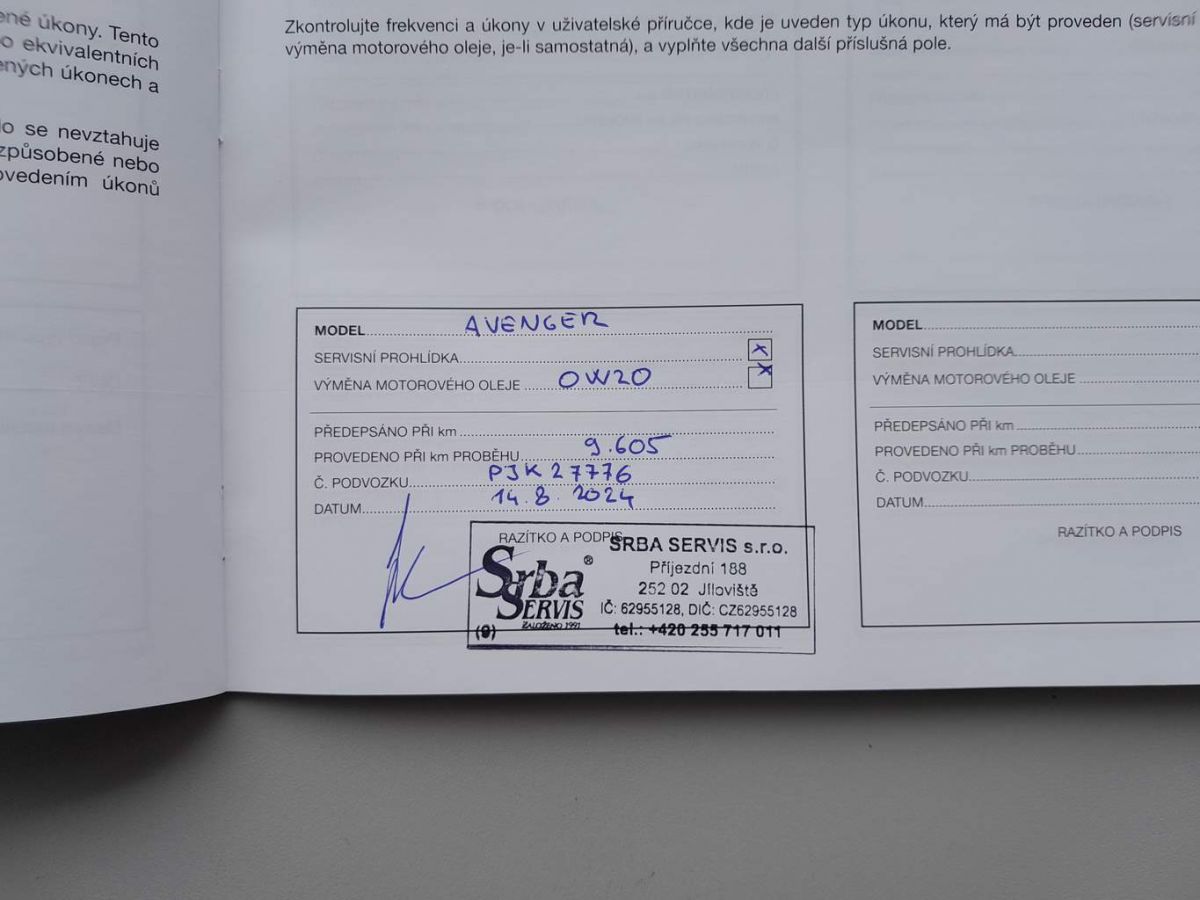 ené úkony. Tento
o ekvivalentních
ených úkonech a
lo se nevztahuje
způsobené nebo
ovedením úkonů
Zkontrolujte frekvenci a úkony v uživatelské příručce, kde je uveden typ úkonu, který má být proveden (servisní
výměna motorového oleje, je-li samostatná), a vyplňte všechna další příslušná pole.
MODEL AVENGER
SERVISNÍ PROHLÍDKA x
VÝMĚNA MOTOROVÉHO OLEJE 0W20 x
PŘEDEPSÁNO PŘI km
PROVEDENO PŘI km PROBĚHU 9.605
Č. PODVOZKU PJK27776
DATUM 14.8.2024
RAZÍTKO A PODPIS
Srba
SERVIS
ZALOŽENO 1991
(9)
®
SRBA SERVIS s.r.o.
Příjezdní 188
252 02 Jíloviště
IČ: 62955128, DIČ: CZ62955128
tel.: +420 255 717 011
MODEL
SERVISNÍ PROHLÍDKA
VÝMĚNA MOTOROVÉHO OLEJE
PŘEDEPSÁNO PŘI km
PROVEDENO PŘI km PROBĚHU
Č. PODVOZKU
DATUM
RAZÍTKO A PODPIS